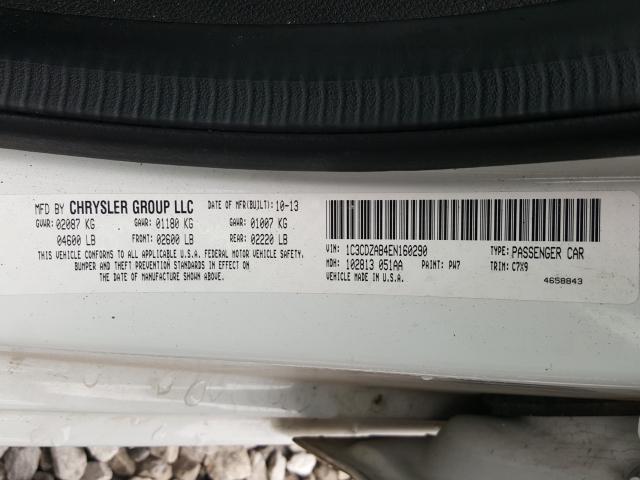 MFD BY CHRYSLER GROUP LLC DATE OF MFR(BUILT): 10-13
GVWR: 02087 KG GAWR: 01180 KG GAWR: 01007 KG
04600 LB FRONT: 02600 LB REAR: 02220 LB
THIS VEHICLE CONFORMS TO ALL APPLICABLE U.S.A. FEDERAL MOTOR VEHICLE SAFETY,
BUMPER AND THEFT PREVENTION STANDARDS IN EFFECT ON
THE DATE OF MANUFACTURE SHOWN ABOVE.
VIN: 1C3CDZAB4EN160290 TYPE: PASSENGER CAR
MDH: 102813 051AA PAINT: PW7 TRIM: C7X9
VEHICLE MADE IN U.S.A. 4658843